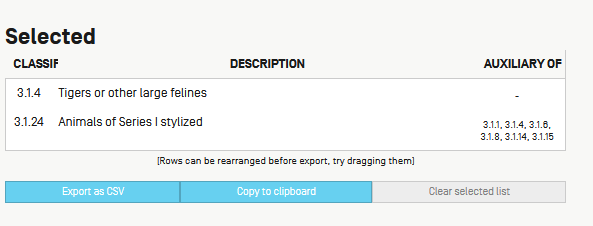 Selected
CLASSIF DESCRIPTION AUXILIARY OF
3.1.4 Tigers or other large felines -
3.1.24 Animals of Series I stylized 3.1.1, 3.1.4, 3.1.6,
3.1.8, 3.1.14, 3.1.15
[Rows can be rearranged before export, try dragging them]
Export as CSV Copy to clipboard Clear selected list